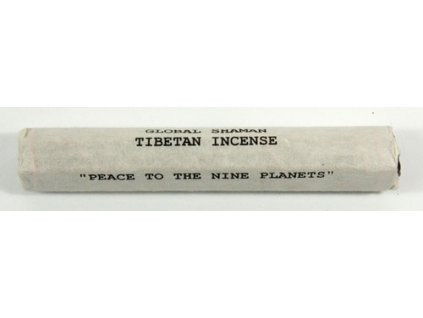 GLOBAL SHAMAN
TIBETAN INCENSE
"PEACE TO THE NINE PLANETS"